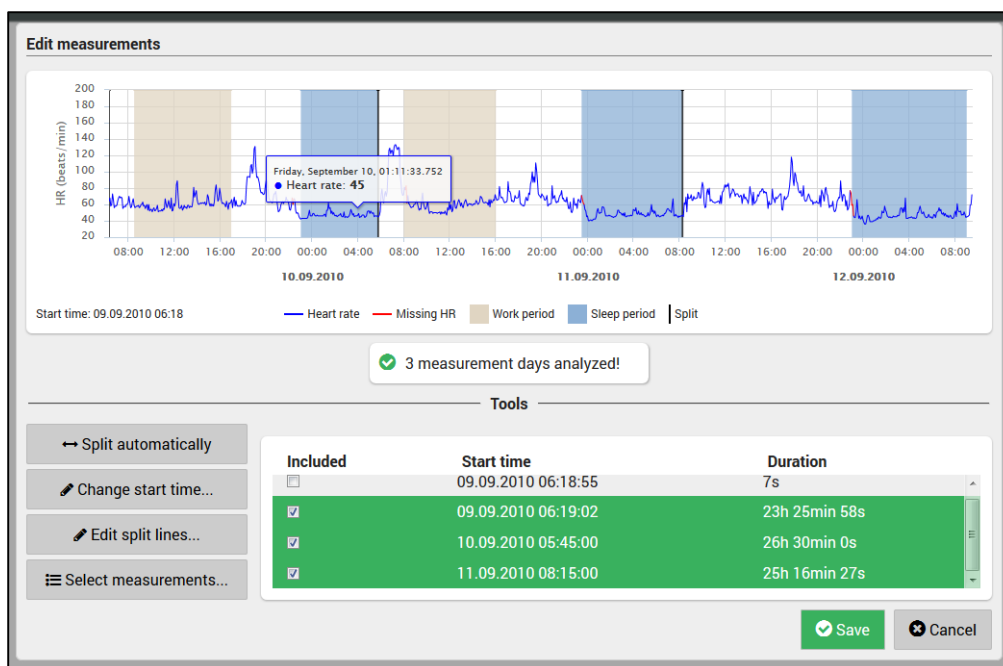 Edit measurements
200
180
160
140
120
100
80
60
40
20
HR (beats/min)
Friday, September 10, 01:11:33.752
Heart rate: 45
08:00 12:00 16:00 20:00 00:00 04:00 08:00 12:00 16:00 20:00 00:00 04:00 08:00 12:00 16:00 20:00 00:00 04:00 08:00
10.09.2010 11.09.2010 12.09.2010
Start time: 09.09.2010 06:18 Heart rate Missing HR Work period Sleep period Split
3 measurement days analyzed!
Tools
Split automatically
Change start time...
Edit split lines...
Select measurements...
Included Start time Duration
09.09.2010 06:18:55 7s
09.09.2010 06:19:02 23h 25min 58s
10.09.2010 05:45:00 26h 30min 0s
11.09.2010 08:15:00 25h 16min 27s
Save Cancel